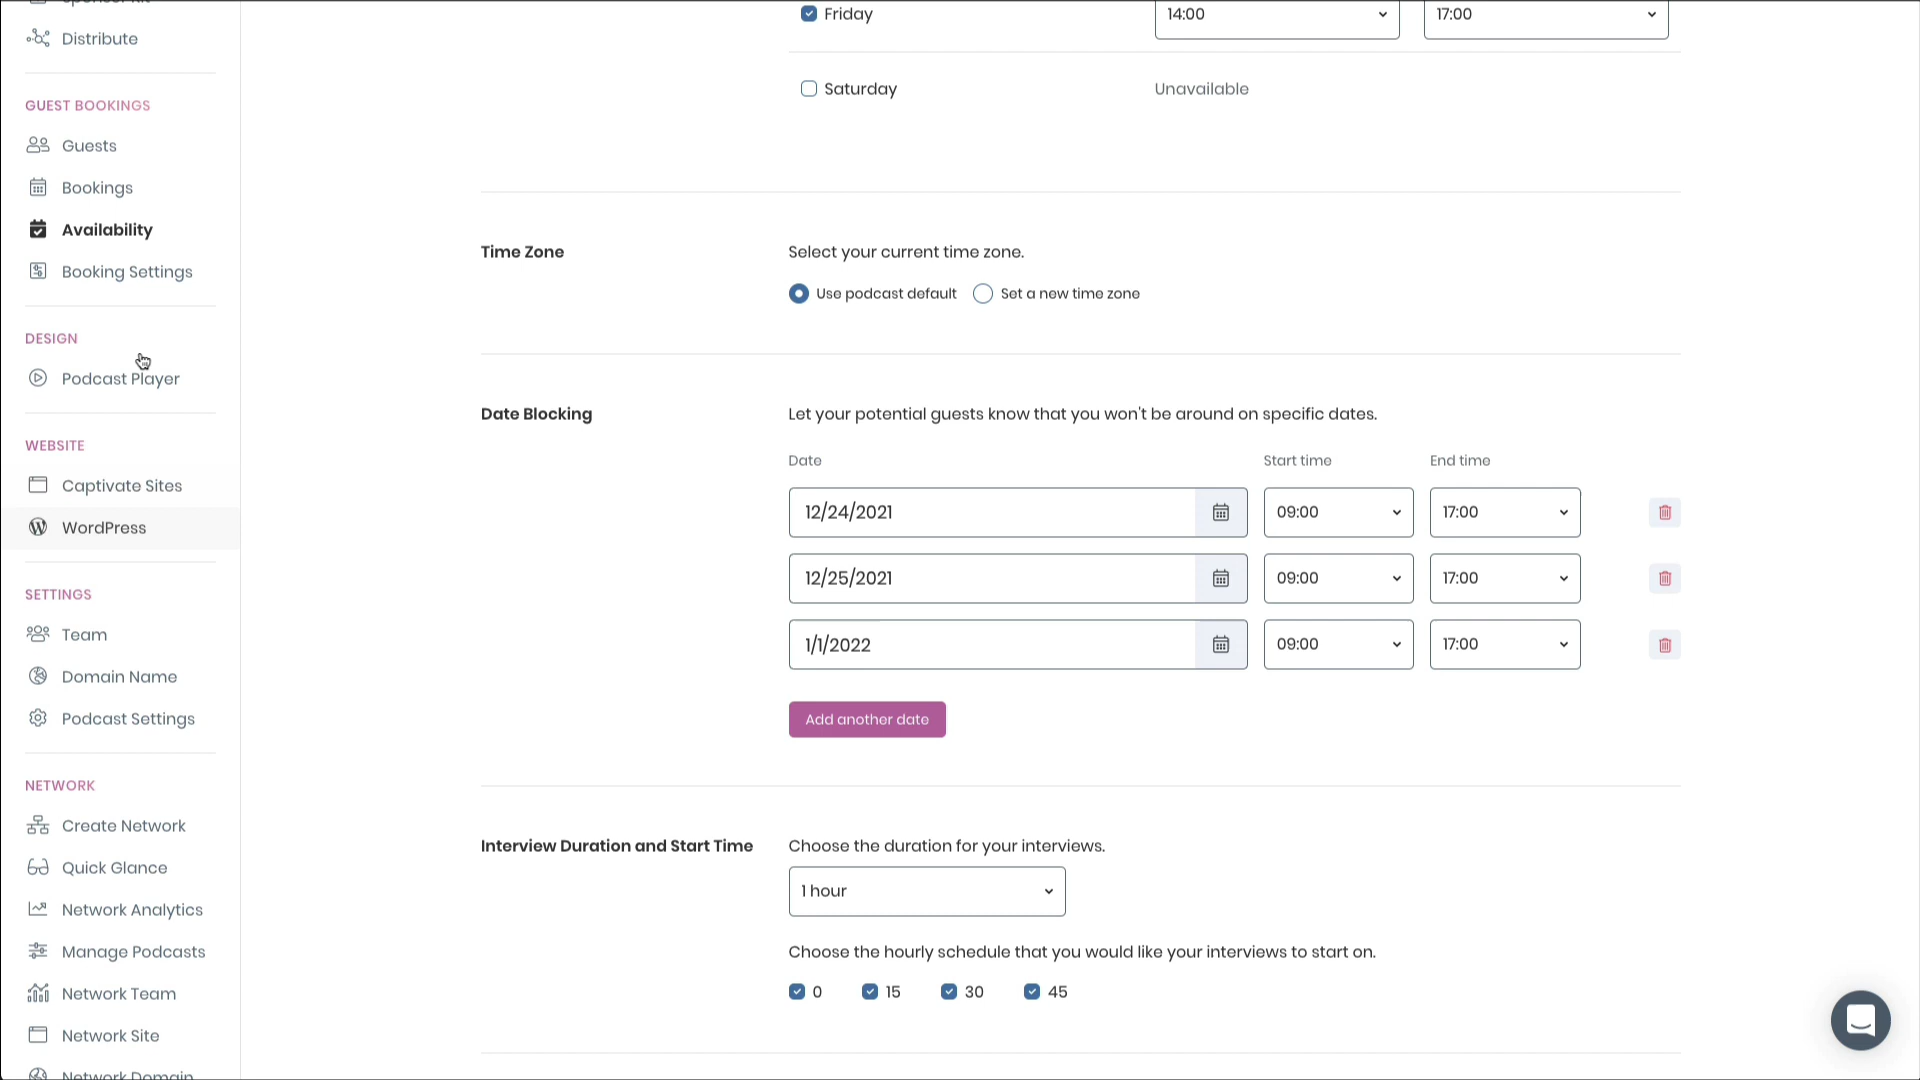 Distribute
GUEST BOOKINGS
Guests
Bookings
Availability
Booking Settings
DESIGN
Podcast Player
WEBSITE
Captivate Sites
WordPress
SETTINGS
Team
Domain Name
Podcast Settings
NETWORK
Create Network
Quick Glance
Network Analytics
Manage Podcasts
Network Team
Network Site
Network Domain
Friday 14:00 17:00
Saturday Unavailable
Time Zone Select your current time zone.
Use podcast default Set a new time zone
Date Blocking Let your potential guests know that you won't be around on specific dates.
Date Start time End time
12/24/2021 09:00 17:00
12/25/2021 09:00 17:00
1/1/2022 09:00 17:00
Add another date
Interview Duration and Start Time Choose the duration for your interviews.
1 hour
Choose the hourly schedule that you would like your interviews to start on.
0 15 30 45